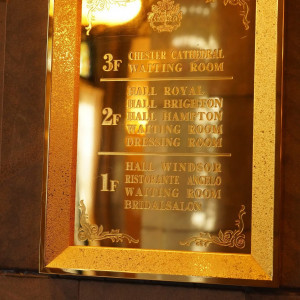 3F CHESTER CATHEDRAL
WAITING ROOM
HALL ROYAL
HALL BRIGHTON
2F HALL HAMPTON
WAITING ROOM
DRESSING ROOM
HALL WINDSOR
1F RISTORANTE ANGELO
WAITING ROOM
BRIDALSALON